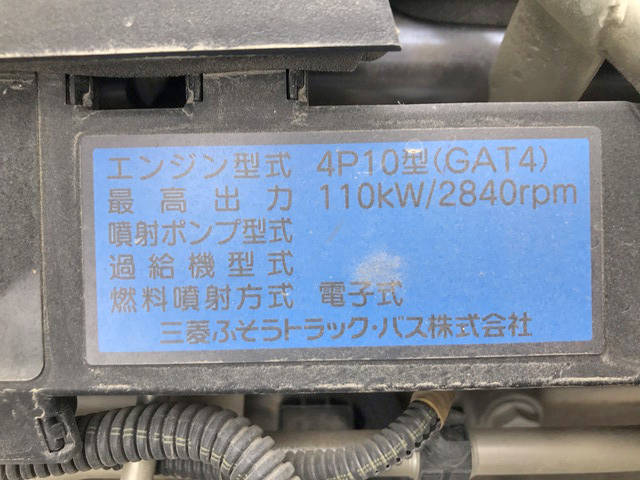 エンジン型式 4P10型(GAT4)
最高出力 110kW/2840rpm
噴射ポンプ型式
過給機型式
燃料噴射方式 電子式
三菱ふそうトラック・バス株式会社